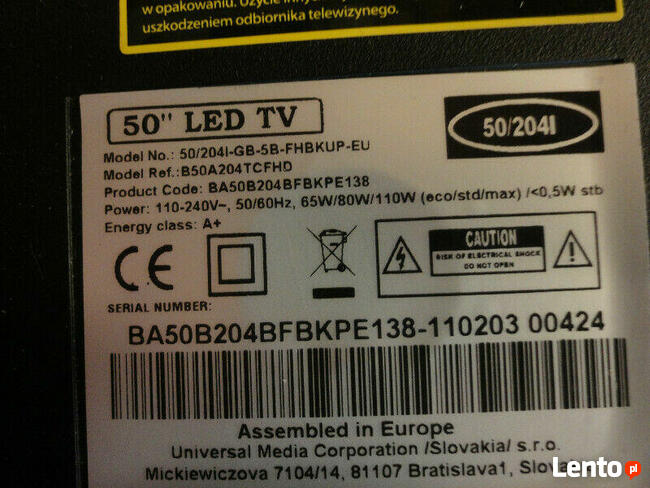 w opakowaniu. Użycie
uszkodzeniem odbiornika telewizyjnego.
50" LED TV
50/204I
Model No.: 50/204I-GB-5B-FHBKUP-EU
Model Ref.:B50A204TCFHD
Product Code: BA50B204BFBKPE138
Power: 110-240V~, 50/60Hz, 65W/80W/110W (eco/std/max) /<0,5W stb
Energy class: A+
CE
CAUTION
RISK OF ELECTRICAL SHOCK
DO NOT OPEN
SERIAL NUMBER:
BA50B204BFBKPE138-110203 00424
Assembled in Europe
Universal Media Corporation /Slovakia/ s.r.o.
Mickiewiczova 7104/14, 81107 Bratislava1,
Lento.pl